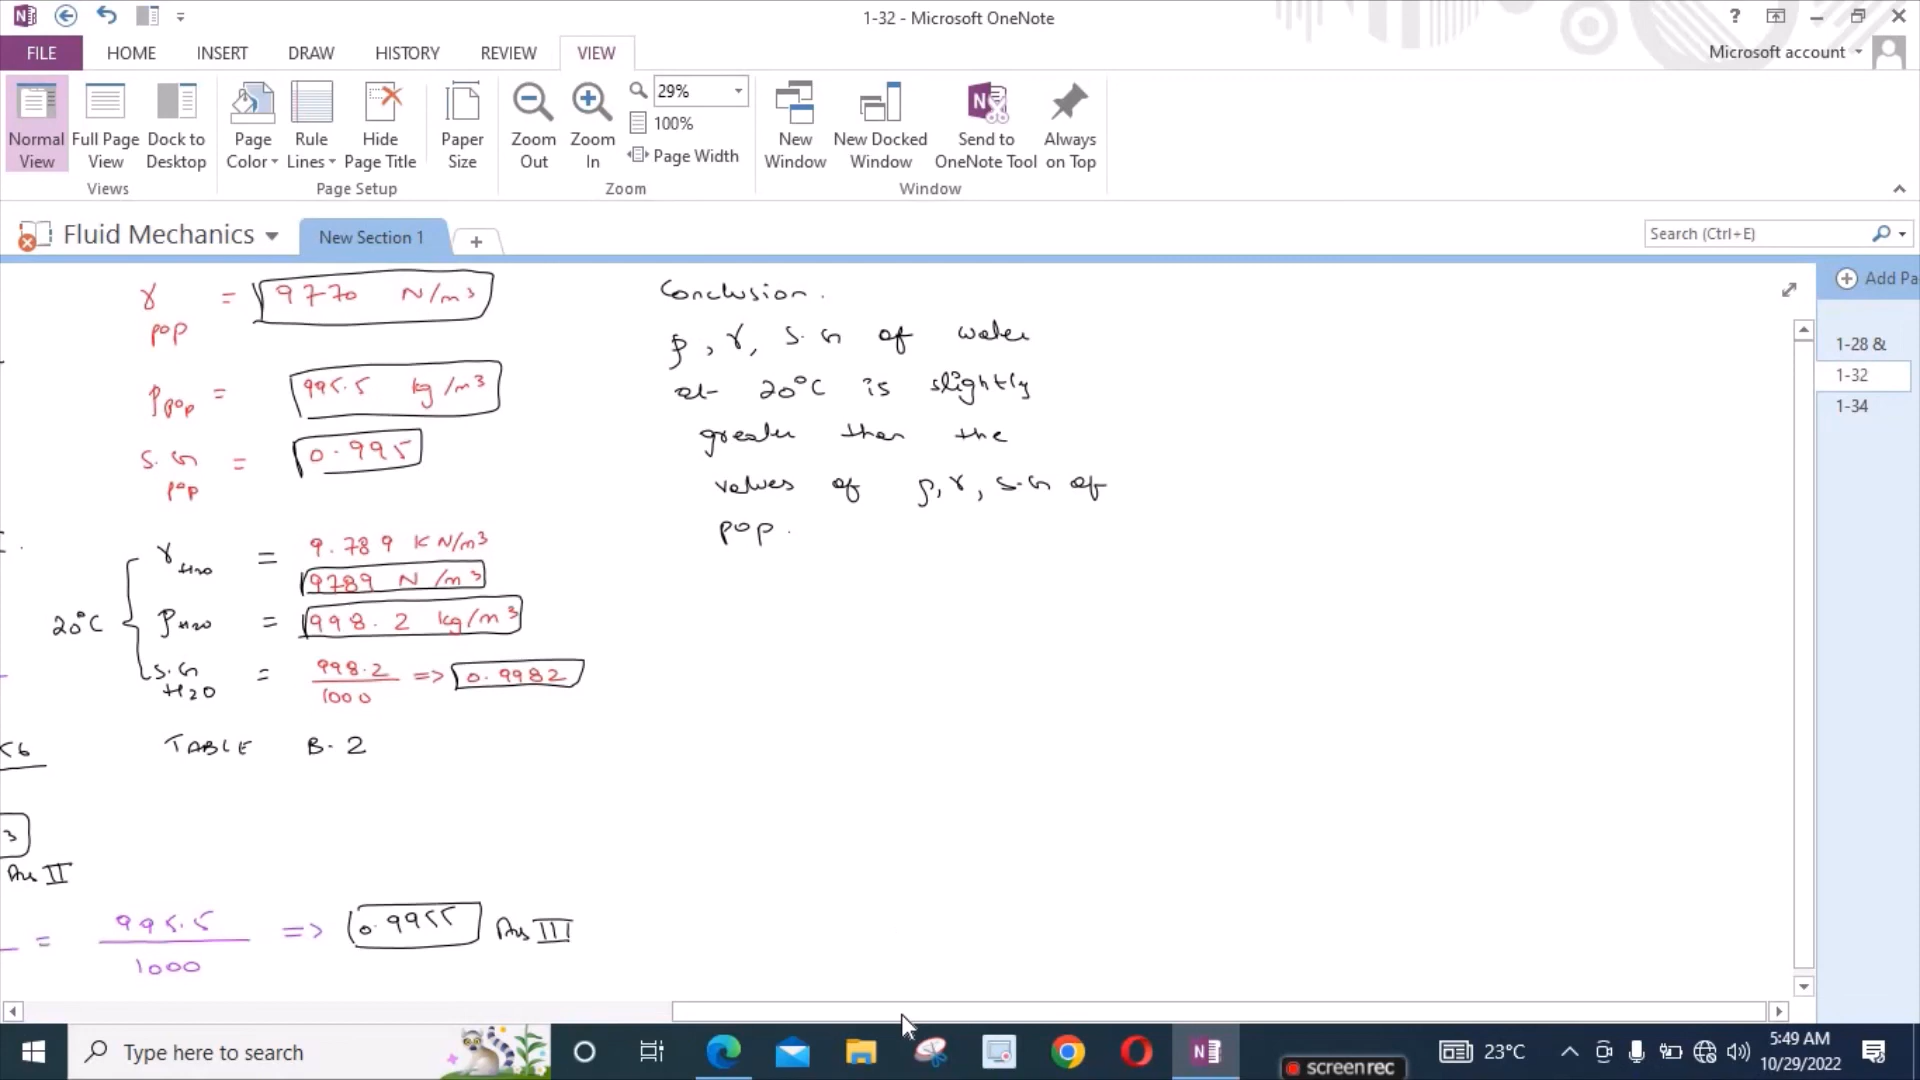 1-32 - Microsoft OneNote
?
FILE
HOME
INSERT
DRAW
HISTORY
REVIEW
VIEW
Microsoft account
Normal View
Full Page View
Dock to Desktop
Page Color
Rule Lines
Hide Page Title
Paper Size
Zoom Out
Zoom In
29%
100%
Page Width
New Window
New Docked Window
Send to OneNote Tool
Always on Top
Views
Page Setup
Zoom
Window
Fluid Mechanics
New Section 1
+
Search (Ctrl+E)
Add Pa
1-28 &
1-32
1-34
γ pop = 9770 N/m³
ρ pop = 995.5 kg/m³
S.G pop = 0.995
20°C
γ H2O = 9.789 KN/m³
9789 N/m³
ρ H2O = 998.2 kg/m³
S.G H2O = 998.2 / 1000 => 0.9982
TABLE B.2
56
3
Ans II
= 995.5 / 1000 => 0.9955 Ans III
Conclusion.
ρ, γ, S.G of water
at 20°C is slightly
greater than the
values of ρ, γ, S.G of
pop.
Type here to search
screenrec
23°C
5:49 AM
10/29/2022